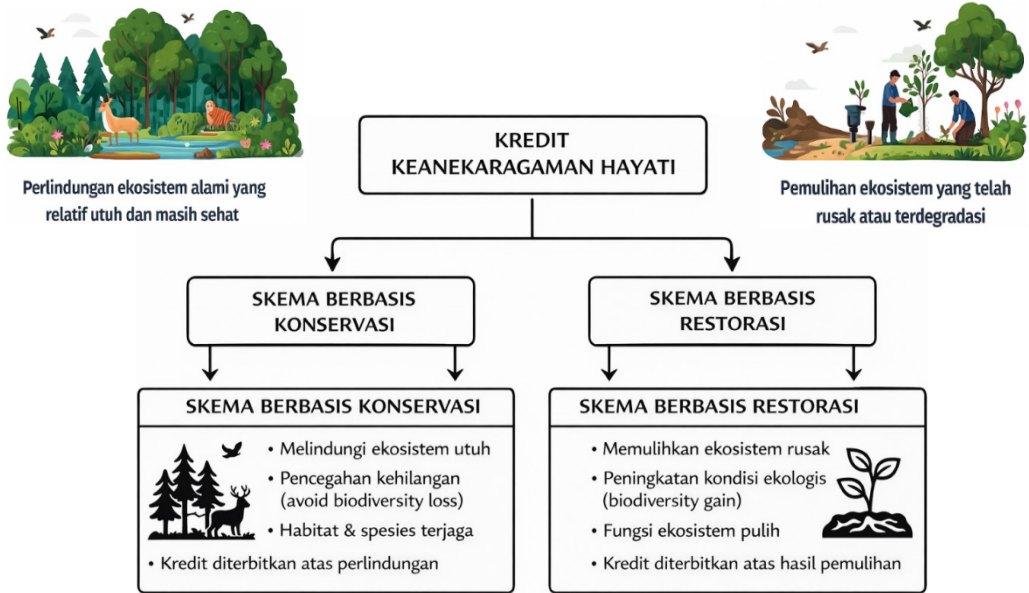 Perlindungan ekosistem alami yang
relatif utuh dan masih sehat
Pemulihan ekosistem yang telah
rusak atau terdegradasi
KREDIT
KEANEKARAGAMAN HAYATI
SKEMA BERBASIS
KONSERVASI
SKEMA BERBASIS
RESTORASI
SKEMA BERBASIS KONSERVASI
• Melindungi ekosistem utuh
• Pencegahan kehilangan
(avoid biodiversity loss)
• Habitat & spesies terjaga
• Kredit diterbitkan atas perlindungan
SKEMA BERBASIS RESTORASI
• Memulihkan ekosistem rusak
• Peningkatan kondisi ekologis
(biodiversity gain)
• Fungsi ekosistem pulih
• Kredit diterbitkan atas hasil pemulihan